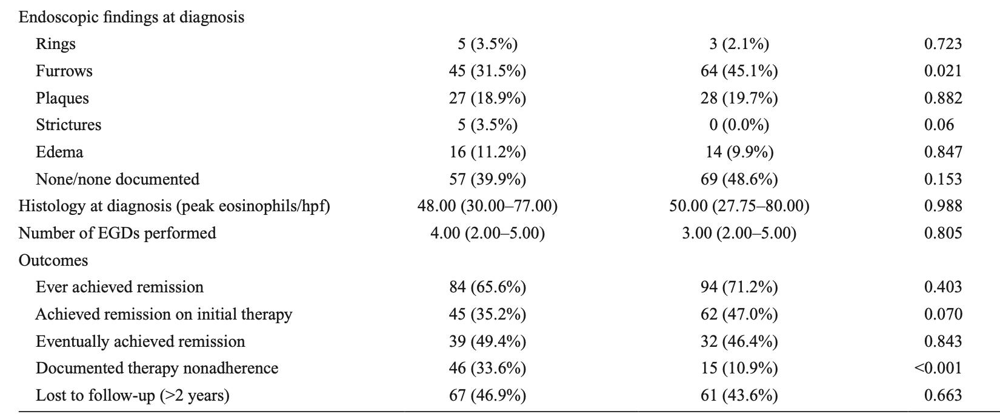 Endoscopic findings at diagnosis
Rings 5 (3.5%) 3 (2.1%) 0.723
Furrows 45 (31.5%) 64 (45.1%) 0.021
Plaques 27 (18.9%) 28 (19.7%) 0.882
Strictures 5 (3.5%) 0 (0.0%) 0.06
Edema 16 (11.2%) 14 (9.9%) 0.847
None/none documented 57 (39.9%) 69 (48.6%) 0.153
Histology at diagnosis (peak eosinophils/hpf) 48.00 (30.00–77.00) 50.00 (27.75–80.00) 0.988
Number of EGDs performed 4.00 (2.00–5.00) 3.00 (2.00–5.00) 0.805
Outcomes
Ever achieved remission 84 (65.6%) 94 (71.2%) 0.403
Achieved remission on initial therapy 45 (35.2%) 62 (47.0%) 0.070
Eventually achieved remission 39 (49.4%) 32 (46.4%) 0.843
Documented therapy nonadherence 46 (33.6%) 15 (10.9%) <0.001
Lost to follow-up (>2 years) 67 (46.9%) 61 (43.6%) 0.663